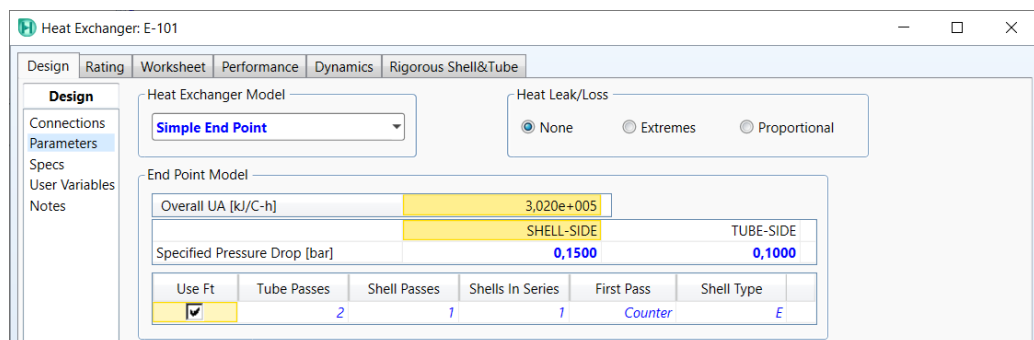 Heat Exchanger: E-101
Design Rating Worksheet Performance Dynamics Rigorous Shell&Tube
Design
Connections
Parameters
Specs
User Variables
Notes
Heat Exchanger Model
Simple End Point
Heat Leak/Loss
None Extremes Proportional
End Point Model
Overall UA [kJ/C-h] 3,020e+005
SHELL-SIDE TUBE-SIDE
Specified Pressure Drop [bar] 0,1500 0,1000
Use Ft Tube Passes Shell Passes Shells In Series First Pass Shell Type
2 1 1 Counter E